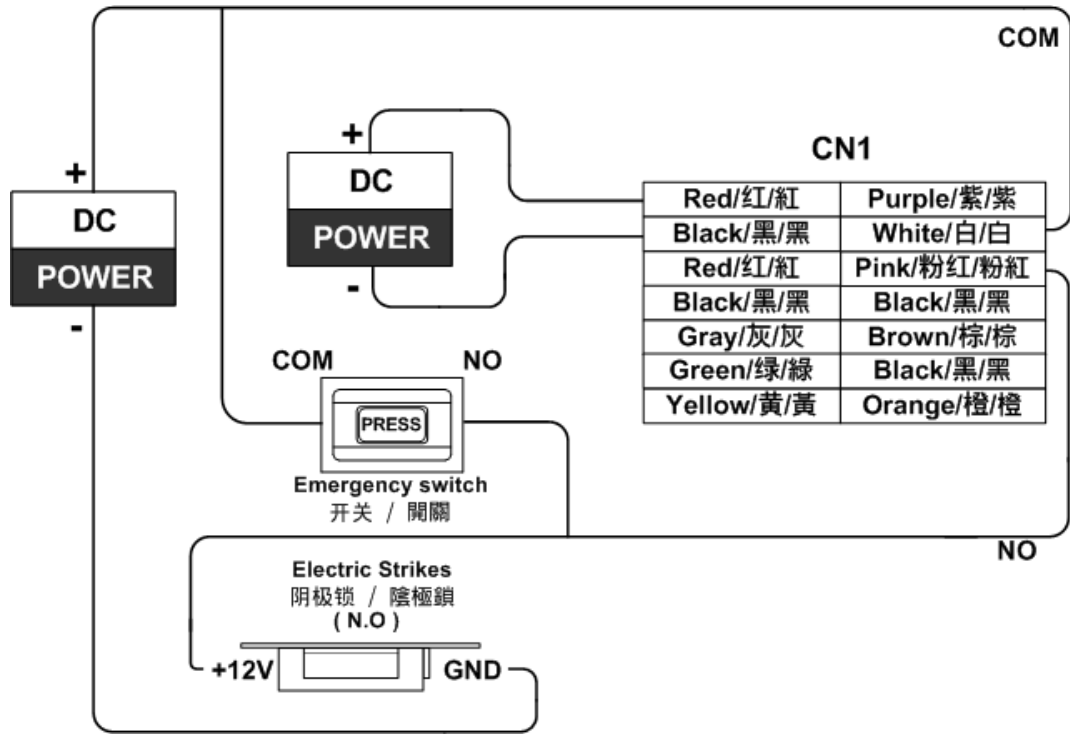 COM
CN1
+
DC
POWER
-
+
DC
POWER
-
Red/红/紅 Purple/紫/紫
Black/黑/黑 White/白/白
Red/红/紅 Pink/粉红/粉紅
Black/黑/黑 Black/黑/黑
Gray/灰/灰 Brown/棕/棕
Green/绿/綠 Black/黑/黑
Yellow/黄/黃 Orange/橙/橙
COM NO
PRESS
Emergency switch
开关 / 開關
NO
Electric Strikes
阴极锁 / 陰極鎖
( N.O )
+12V GND